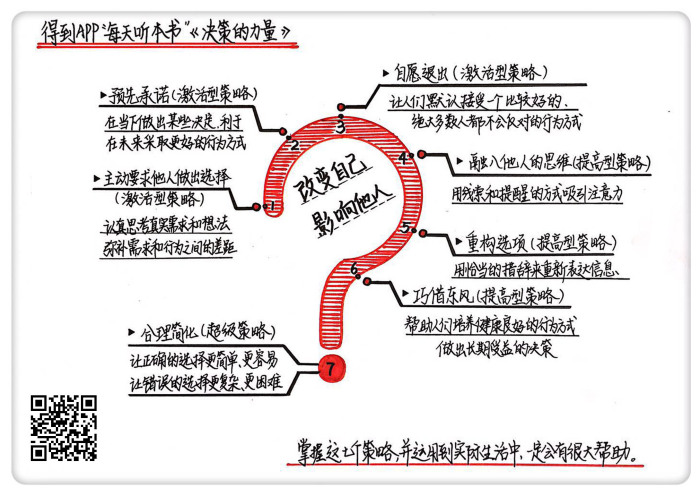 得到APP“每天听本书”《决策的力量》
▸ 预先承诺(激活型策略)
在当下做出某些决定,利于
在未来采取更好的行为方式
▸ 主动要求他人做出选择
(激活型策略)
认真思考真实需求和想法
弥补需求和行为之间的差距
▸ 自愿退出(激活型策略)
让人们默认接受一个比较好的、
绝大多数人都不会反对的行为方式
▸ 融入他人的思维(提高型策略)
用线索和提醒的方式吸引注意力
▸ 重构选项(提高型策略)
用恰当的措辞来重新表达信息、
▸ 巧借东风(提高型策略)
帮助人们培养健康良好的行为方式
做出长期受益的决策
▸ 合理简化(超级策略)
让正确的选择更简单、更容易
让错误的选择更复杂、更困难
1
2
3
4
5
6
7
改变自己
影响他人
掌握这七个策略,并运用到实际生活中、一定会有很大帮助。